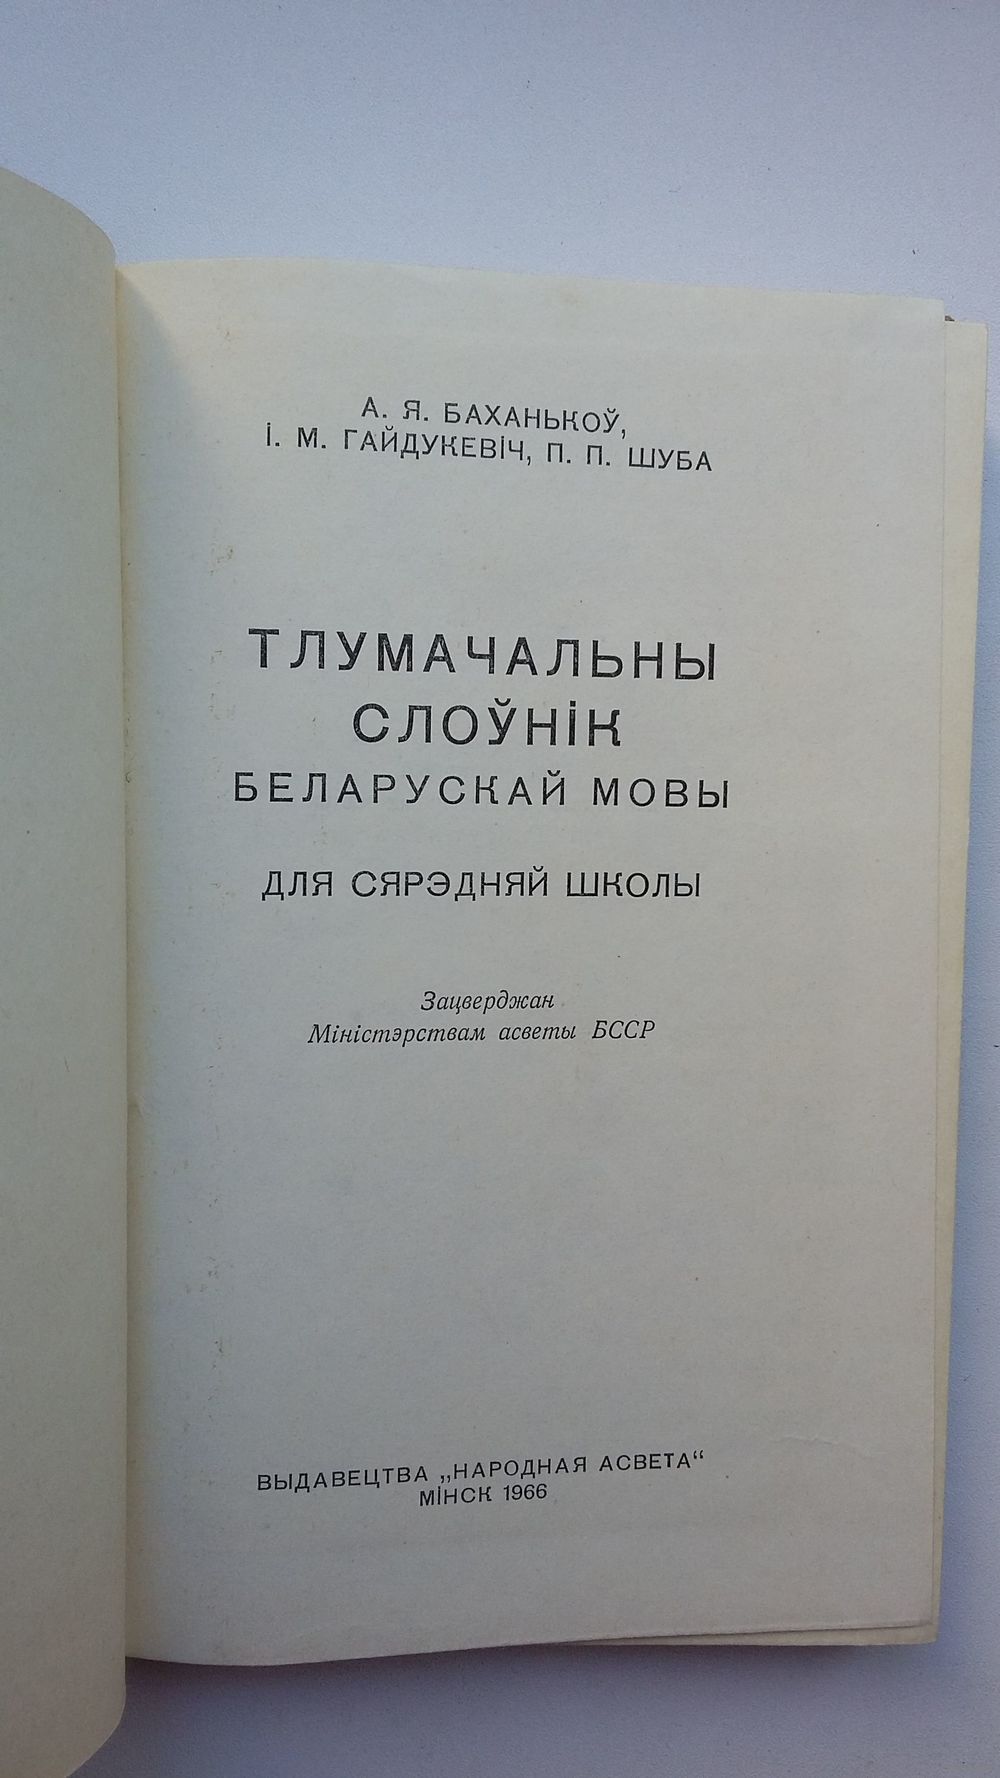 А. Я. БАХАНЬКОЎ,
І. М. ГАЙДУКЕВІЧ, П. П. ШУБА
ТЛУМАЧАЛЬНЫ
СЛОЎНІК
БЕЛАРУСКАЙ МОВЫ
ДЛЯ СЯРЭДНЯЙ ШКОЛЫ
Зацверджан
Міністэрствам асветы БССР
ВЫДАВЕЦТВА „НАРОДНАЯ АСВЕТА“
МІНСК 1966